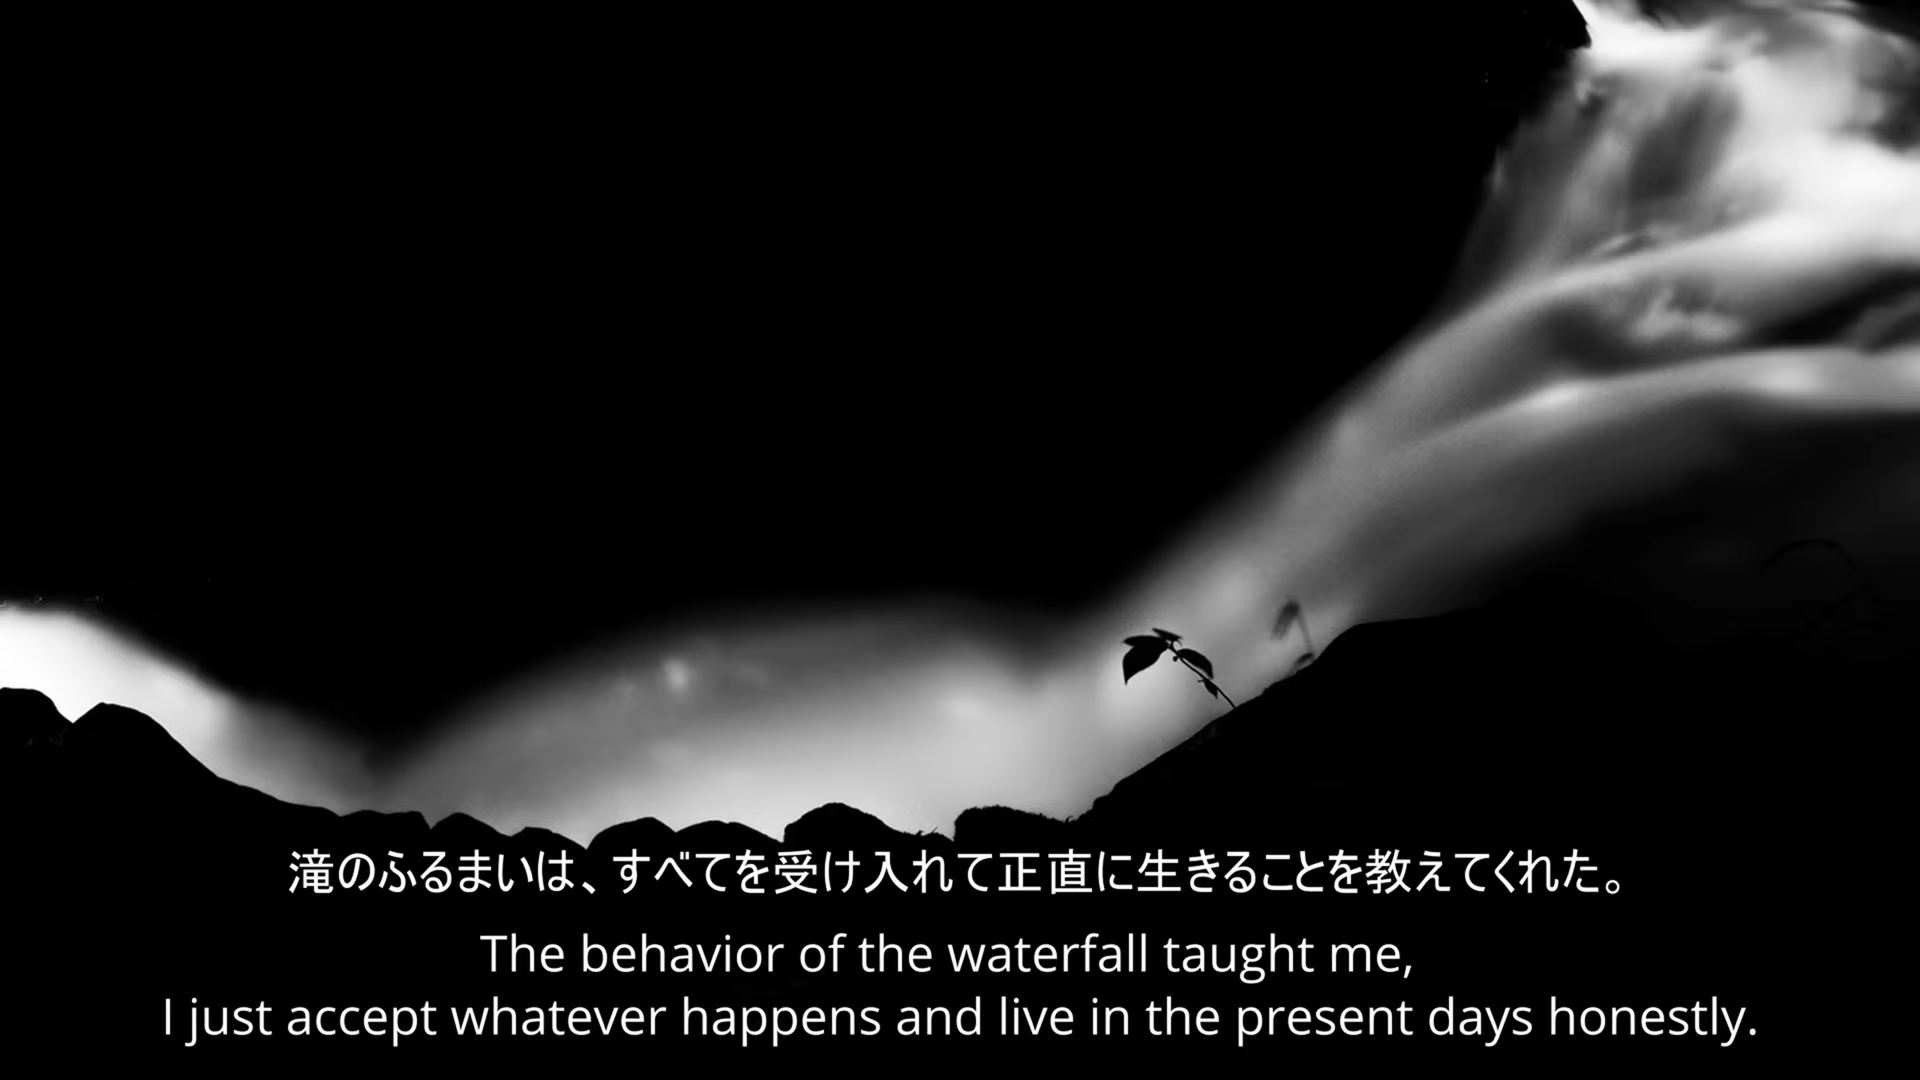 滝のふるまいは、すべてを受け入れて正直に生きることを教えてくれた。
The behavior of the waterfall taught me,
I just accept whatever happens and live in the present days honestly.